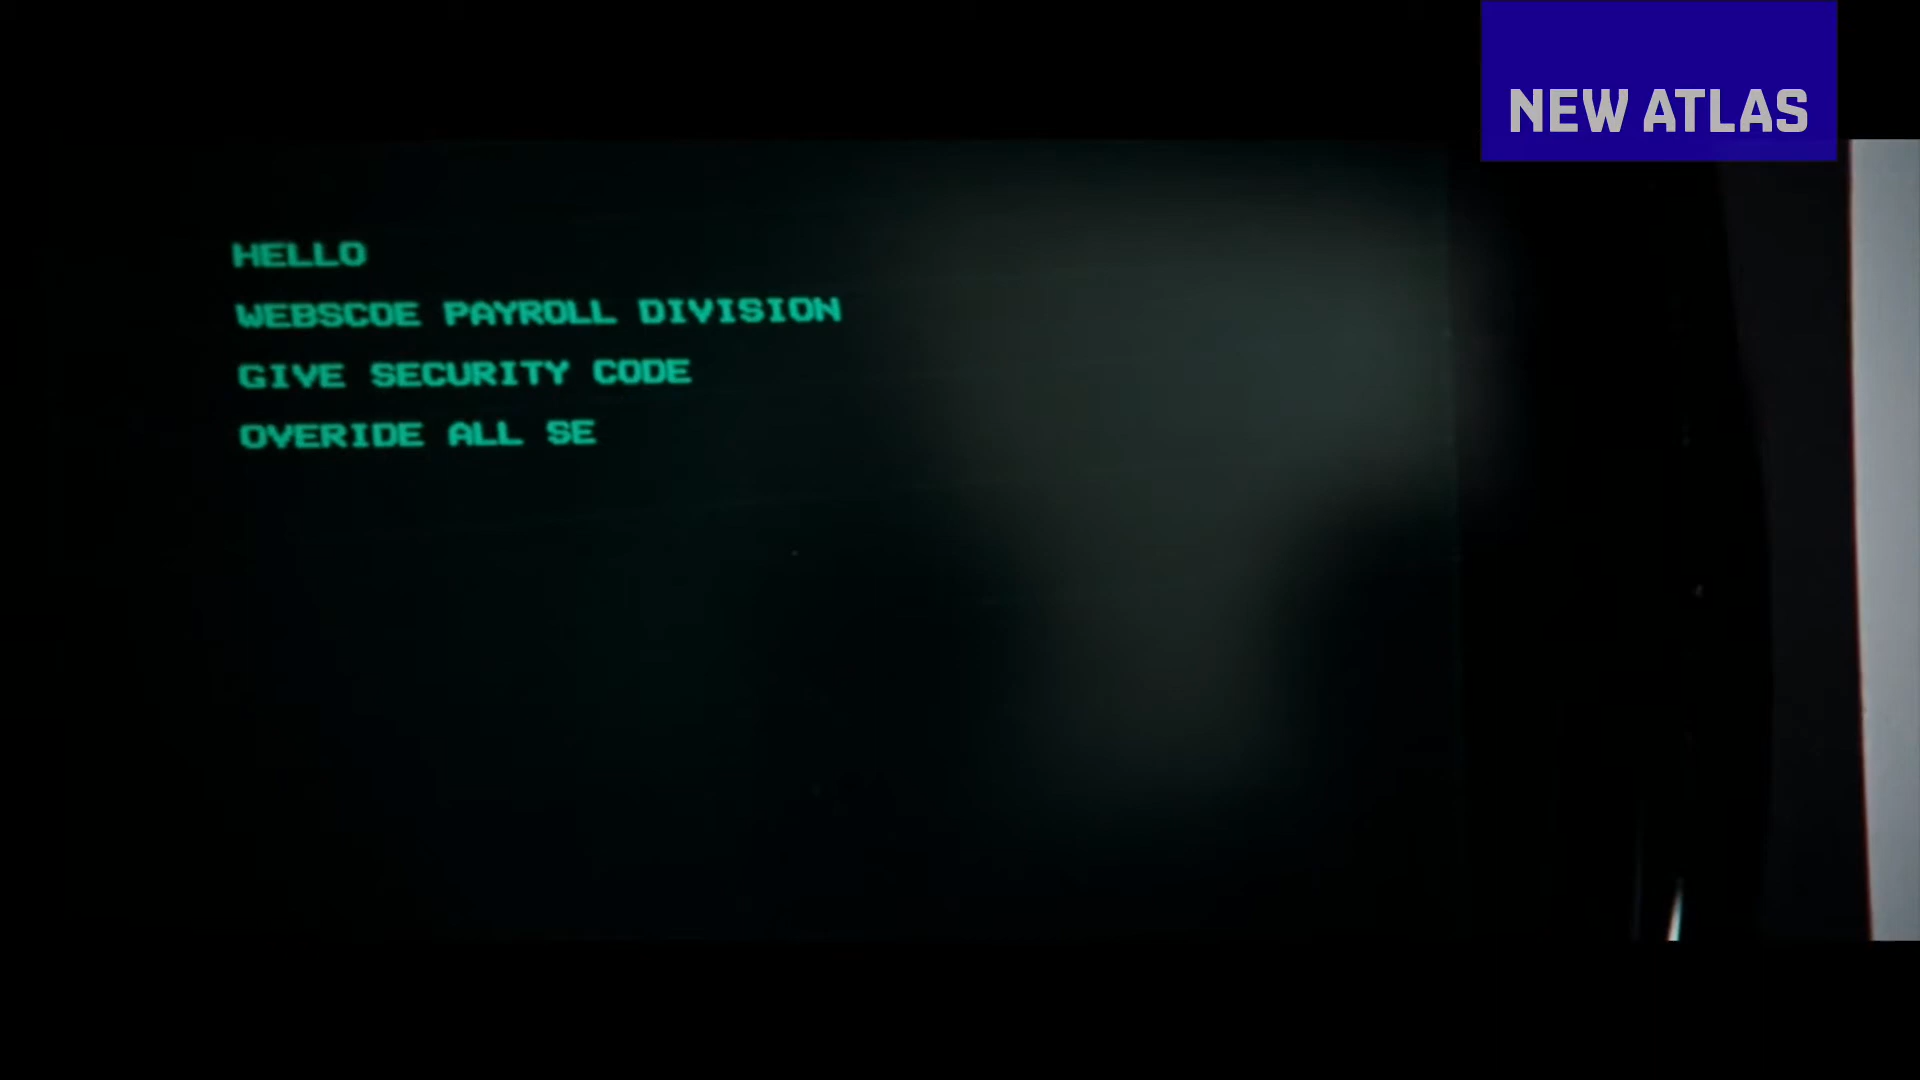 NEW ATLAS
HELLO
WEBSCOE PAYROLL DIVISION
GIVE SECURITY CODE
OVERIDE ALL SE